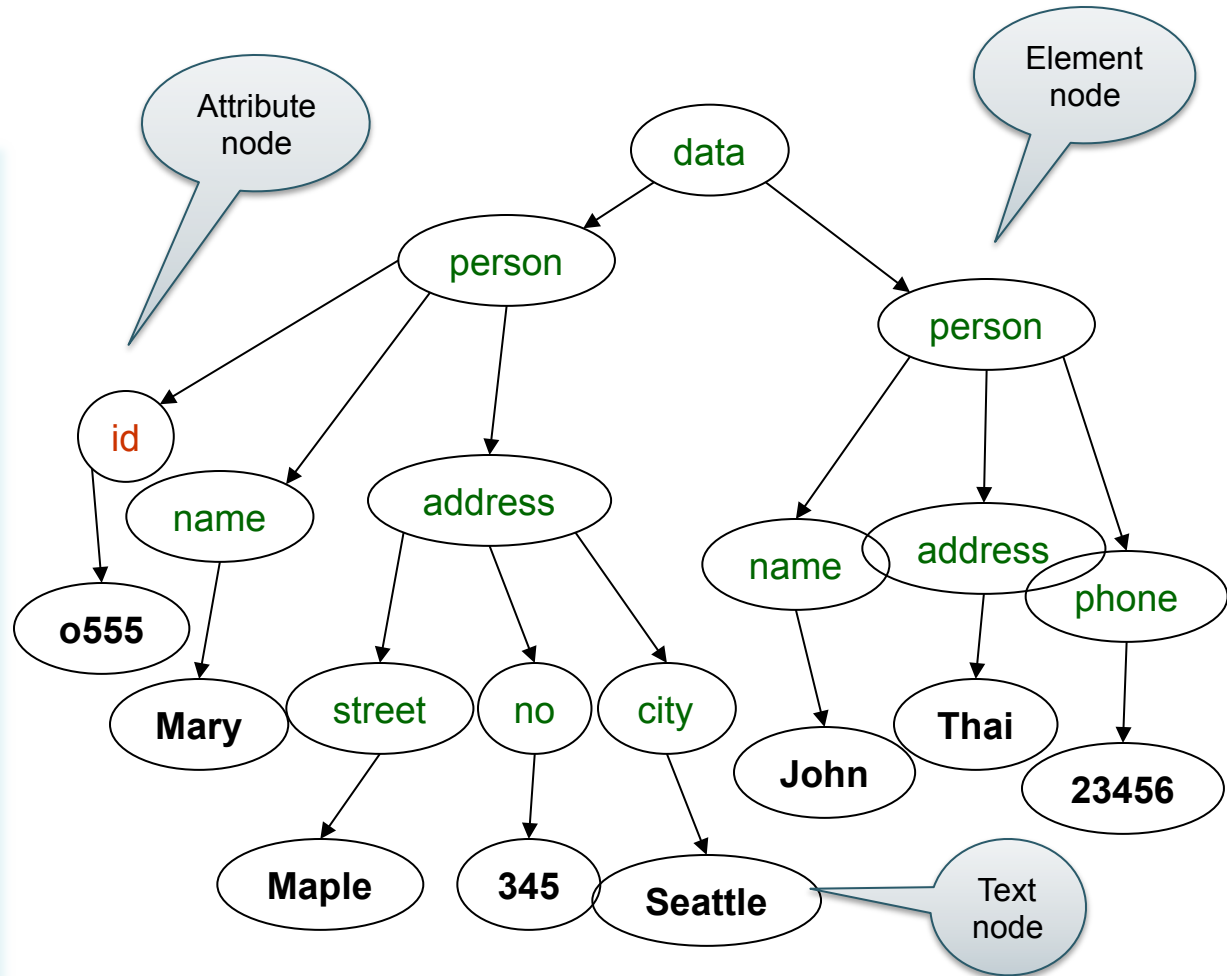 Attribute
node
Element
node
data
person
person
id
name
address
name
address
phone
o555
Mary
street
no
city
John
Thai
23456
Maple
345
Seattle
Text
node